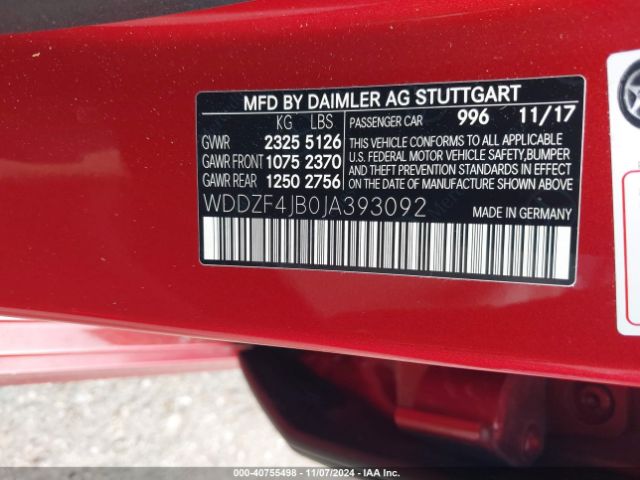 MFD BY DAIMLER AG STUTTGART
KG LBS
GVWR 2325 5126
GAWR FRONT 1075 2370
GAWR REAR 1250 2756
PASSENGER CAR 996 11/17
THIS VEHICLE CONFORMS TO ALL APPLICABLE
U.S. FEDERAL MOTOR VEHICLE SAFETY,BUMPER
AND THEFT PREVENTION STANDARDS IN EFFECT
ON THE DATE OF MANUFACTURE SHOWN ABOVE
WDDZF4JB0JA393092
MADE IN GERMANY
000-40755498 - 11/07/2024 - IAA Inc.